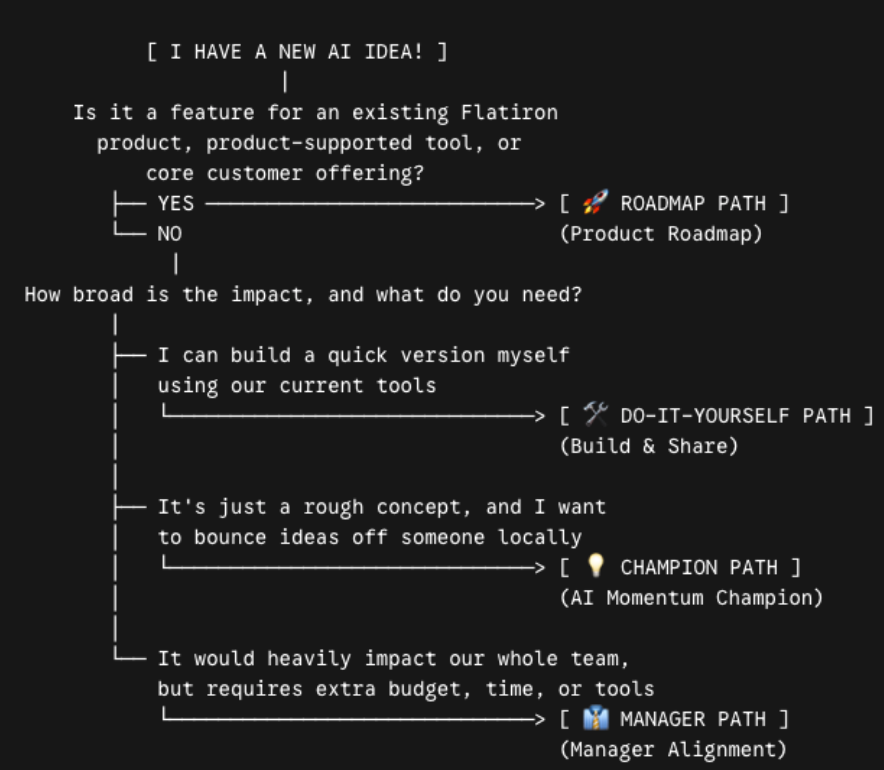 [ I HAVE A NEW AI IDEA! ]
Is it a feature for an existing Flatiron
product, product-supported tool, or
core customer offering?
YES ──> [ 🚀 ROADMAP PATH ]
NO (Product Roadmap)
How broad is the impact, and what do you need?
I can build a quick version myself
using our current tools
[ 🛠️ DO-IT-YOURSELF PATH ]
(Build & Share)
It's just a rough concept, and I want
to bounce ideas off someone locally
[ 💡 CHAMPION PATH ]
(AI Momentum Champion)
It would heavily impact our whole team,
but requires extra budget, time, or tools
[ 👔 MANAGER PATH ]
(Manager Alignment)